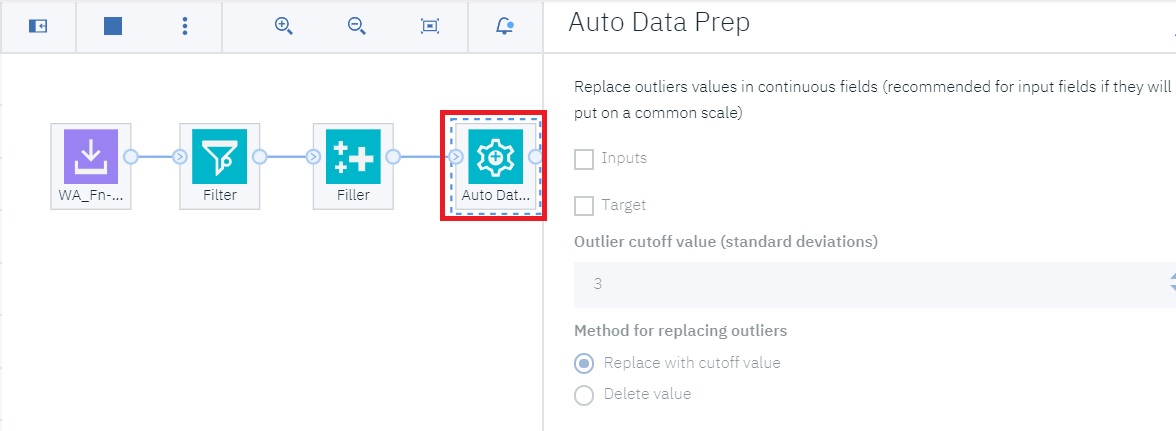 Auto Data Prep
Replace outliers values in continuous fields (recommended for input fields if they will
put on a common scale)
Inputs
Target
Outlier cutoff value (standard deviations)
3
Method for replacing outliers
Replace with cutoff value
Delete value
WA_Fn-...
Filter
Filler
Auto Dat...